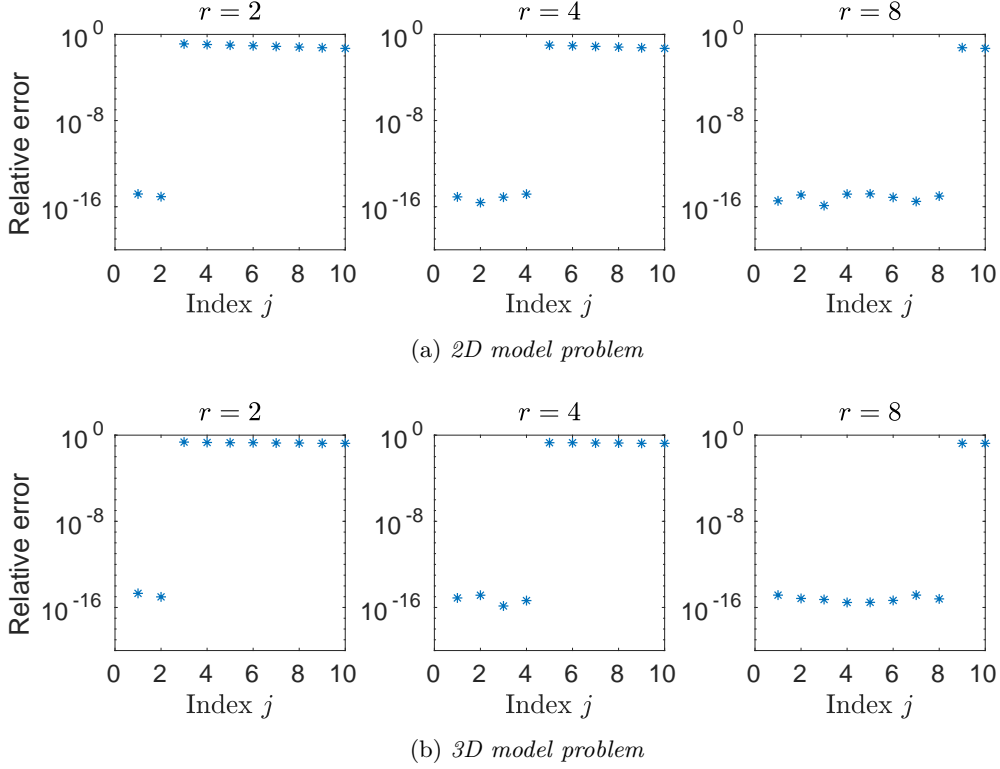 r = 2 r = 4 r = 8
Relative error
10^0 10^0 10^0
10^-8 10^-8 10^-8
10^-16 10^-16 10^-16
0 2 4 6 8 10 0 2 4 6 8 10 0 2 4 6 8 10
Index j Index j Index j
(a) 2D model problem
r = 2 r = 4 r = 8
Relative error
10^0 10^0 10^0
10^-8 10^-8 10^-8
10^-16 10^-16 10^-16
0 2 4 6 8 10 0 2 4 6 8 10 0 2 4 6 8 10
Index j Index j Index j
(b) 3D model problem